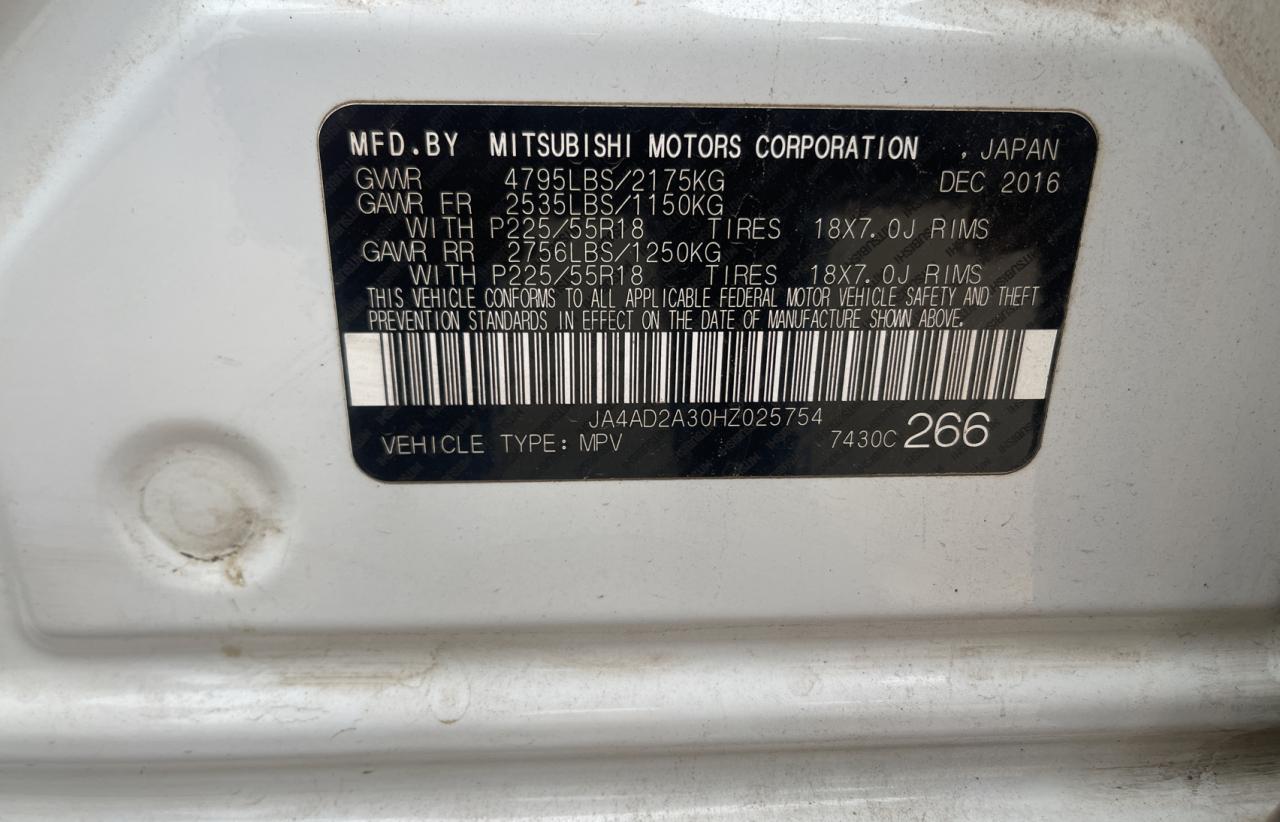 MFD.BY MITSUBISHI MOTORS CORPORATION , JAPAN
GVWR 4795LBS/2175KG DEC 2016
GAWR FR 2535LBS/1150KG
WITH P225/55R18 TIRES 18X7.0J RIMS
GAWR RR 2756LBS/1250KG
WITH P225/55R18 TIRES 18X7.0J RIMS
THIS VEHICLE CONFORMS TO ALL APPLICABLE FEDERAL MOTOR VEHICLE SAFETY AND THEFT
PREVENTION STANDARDS IN EFFECT ON THE DATE OF MANUFACTURE SHOWN ABOVE.
JA4AD2A30HZ025754
VEHICLE TYPE: MPV 7430C 266